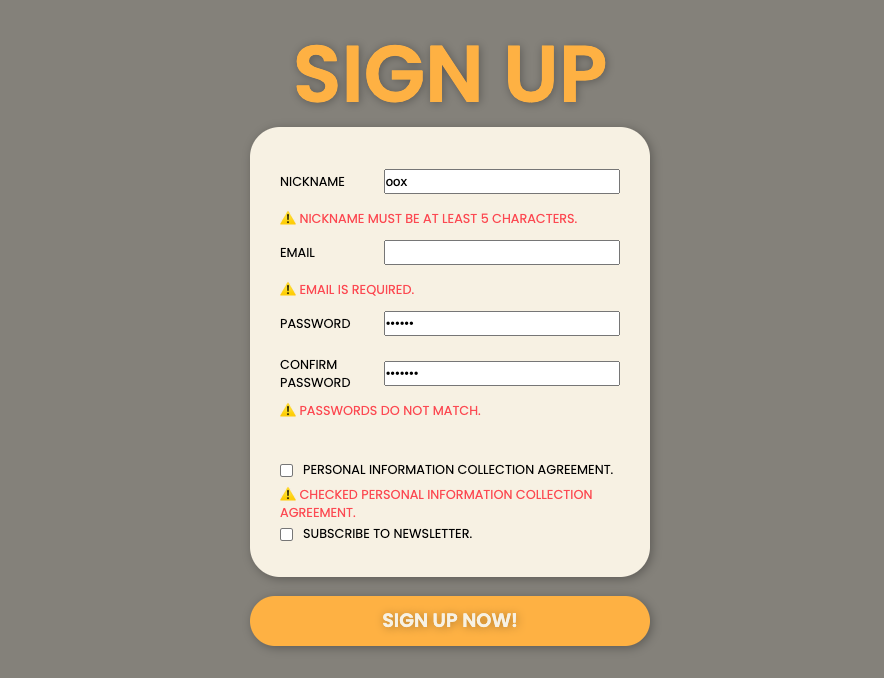 SIGN UP
NICKNAME oox
⚠️ NICKNAME MUST BE AT LEAST 5 CHARACTERS.
EMAIL
⚠️ EMAIL IS REQUIRED.
PASSWORD ••••••
CONFIRM
PASSWORD •••••••
⚠️ PASSWORDS DO NOT MATCH.
PERSONAL INFORMATION COLLECTION AGREEMENT.
⚠️ CHECKED PERSONAL INFORMATION COLLECTION
AGREEMENT.
SUBSCRIBE TO NEWSLETTER.
SIGN UP NOW!